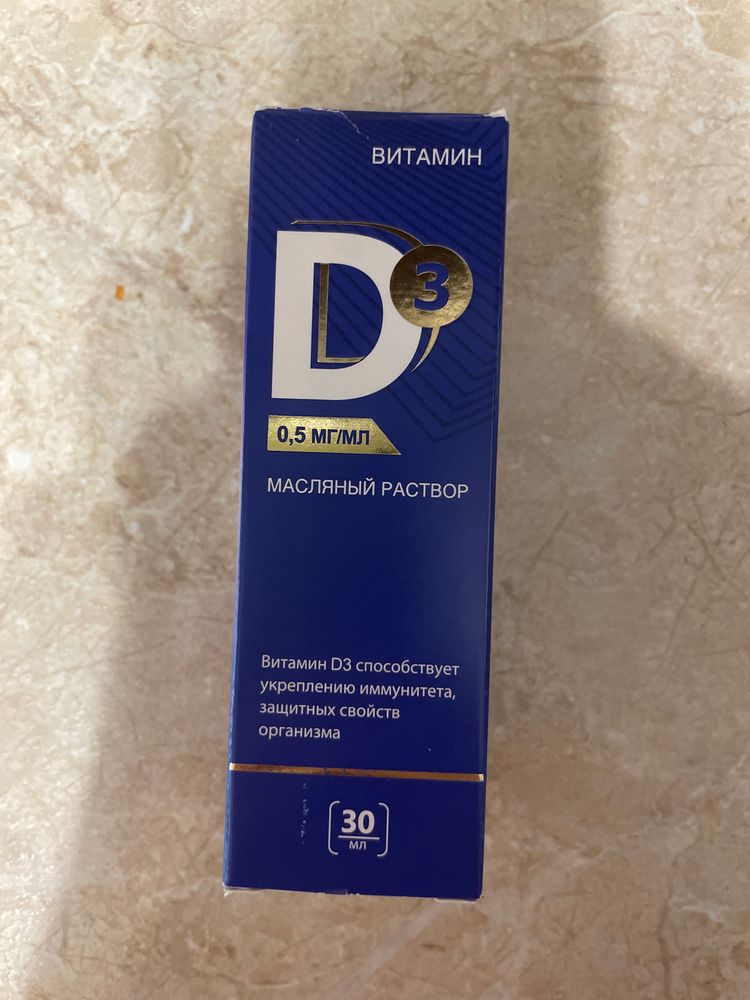 ВИТАМИН
D3
0,5 МГ/МЛ
МАСЛЯНЫЙ РАСТВОР
Витамин D3 способствует
укреплению иммунитета,
защитных свойств
организма
30
МЛ